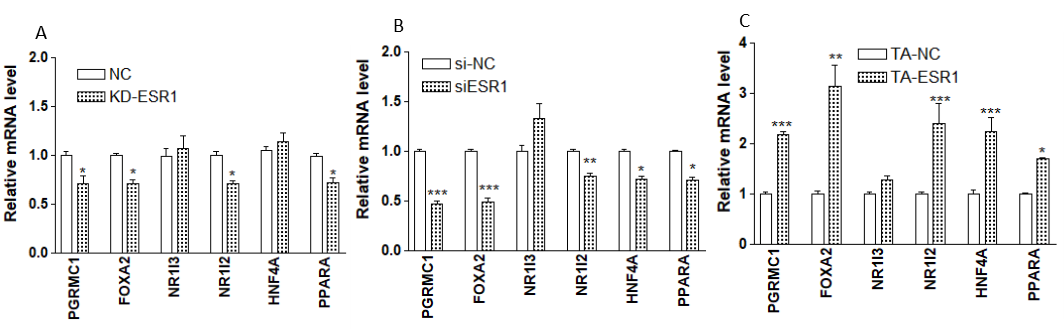 A
Relative mRNA level
2.0
1.5
1.0
0.5
0.0
NC
KD-ESR1
*
*
*
*
PGRMC1
FOXA2
NR1I3
NR1I2
HNF4A
PPARA
B
Relative mRNA level
2.0
1.5
1.0
0.5
0.0
si-NC
siESR1
***
***
**
*
*
PGRMC1
FOXA2
NR1I3
NR1I2
HNF4A
PPARA
C
Relative mRNA level
4
3
2
1
0
TA-NC
TA-ESR1
***
**
***
***
*
PGRMC1
FOXA2
NR1I3
NR1I2
HNF4A
PPARA